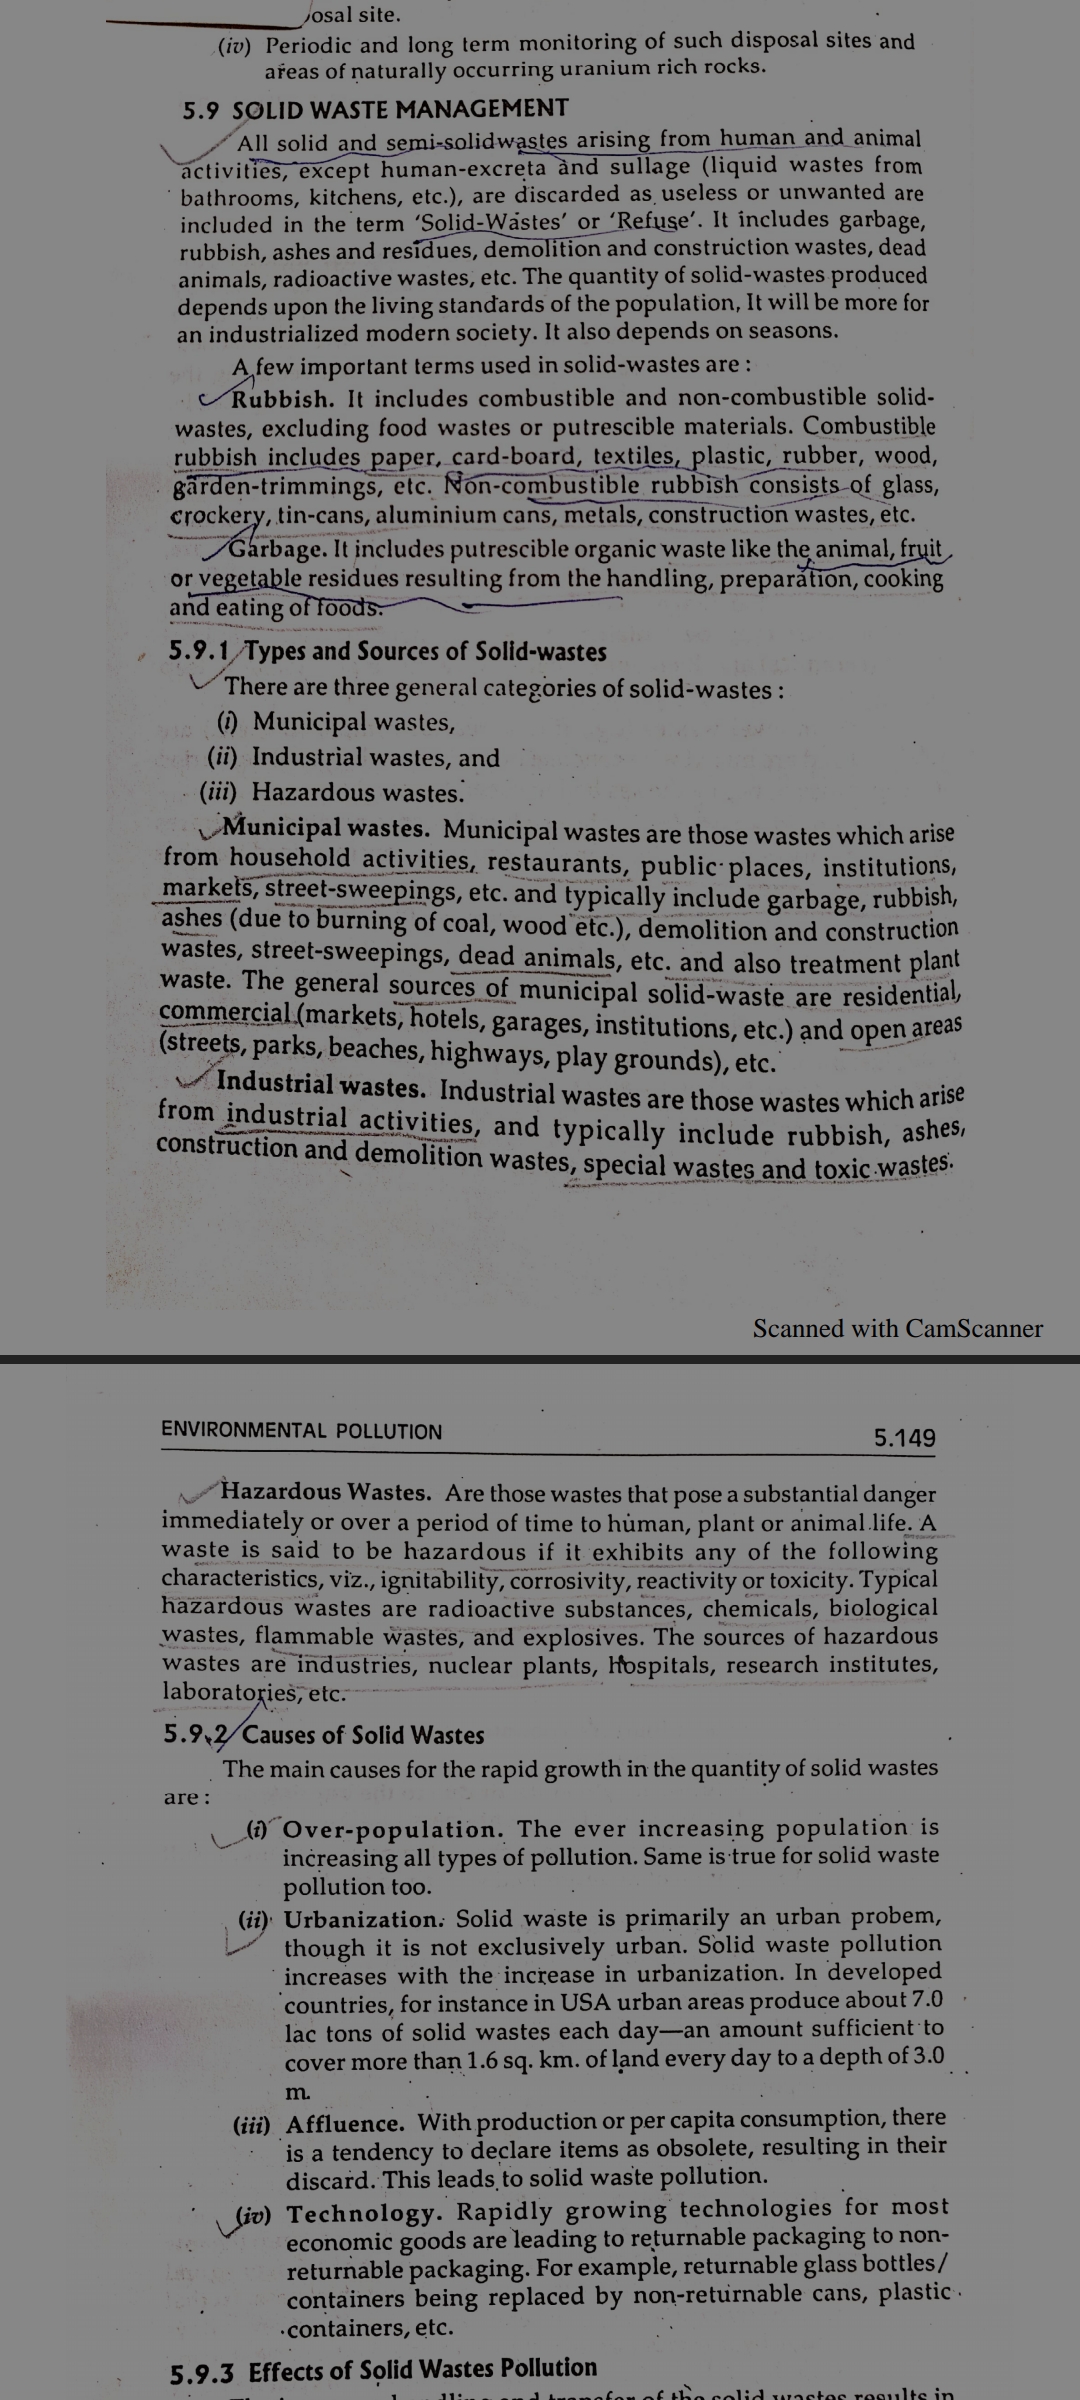 osal site.
(iv) Periodic and long term monitoring of such disposal sites and
areas of naturally occurring uranium rich rocks.
5.9 SOLID WASTE MANAGEMENT
All solid and semi-solidwastes arising from human and animal
activities, except human-excreta and sullage (liquid wastes from
bathrooms, kitchens, etc.), are discarded as useless or unwanted are
included in the term 'Solid-Wastes' or 'Refuse'. It includes garbage,
rubbish, ashes and residues, demolition and construction wastes, dead
animals, radioactive wastes, etc. The quantity of solid-wastes produced
depends upon the living standards of the population, It will be more for
an industrialized modern society. It also depends on seasons.
A few important terms used in solid-wastes are :
Rubbish. It includes combustible and non-combustible solid-
wastes, excluding food wastes or putrescible materials. Combustible
rubbish includes paper, card-board, textiles, plastic, rubber, wood,
garden-trimmings, etc. Non-combustible rubbish consists of glass,
crockery, tin-cans, aluminium cans, metals, construction wastes, etc.
Garbage. It includes putrescible organic waste like the animal, fruit
or vegetable residues resulting from the handling, preparation, cooking
and eating of foods.
5.9.1 Types and Sources of Solid-wastes
There are three general categories of solid-wastes :
(i) Municipal wastes,
(ii) Industrial wastes, and
(iii) Hazardous wastes.
Municipal wastes. Municipal wastes are those wastes which arise
from household activities, restaurants, public places, institutions,
markets, street-sweepings, etc. and typically include garbage, rubbish,
ashes (due to burning of coal, wood etc.), demolition and construction
wastes, street-sweepings, dead animals, etc. and also treatment plant
waste. The general sources of municipal solid-waste are residential,
commercial (markets, hotels, garages, institutions, etc.) and open areas
(streets, parks, beaches, highways, play grounds), etc.
Industrial wastes. Industrial wastes are those wastes which arise
from industrial activities, and typically include rubbish, ashes,
construction and demolition wastes, special wastes and toxic wastes.
Scanned with CamScanner
ENVIRONMENTAL POLLUTION 5.149
Hazardous Wastes. Are those wastes that pose a substantial danger
immediately or over a period of time to human, plant or animal life. A
waste is said to be hazardous if it exhibits any of the following
characteristics, viz., ignitability, corrosivity, reactivity or toxicity. Typical
hazardous wastes are radioactive substances, chemicals, biological
wastes, flammable wastes, and explosives. The sources of hazardous
wastes are industries, nuclear plants, hospitals, research institutes,
laboratories, etc.
5.9.2 Causes of Solid Wastes
The main causes for the rapid growth in the quantity of solid wastes
are :
(i) Over-population. The ever increasing population is
increasing all types of pollution. Same is true for solid waste
pollution too.
(ii) Urbanization. Solid waste is primarily an urban probem,
though it is not exclusively urban. Solid waste pollution
increases with the increase in urbanization. In developed
countries, for instance in USA urban areas produce about 7.0
lac tons of solid wastes each day—an amount sufficient to
cover more than 1.6 sq. km. of land every day to a depth of 3.0
m.
(iii) Affluence. With production or per capita consumption, there
is a tendency to declare items as obsolete, resulting in their
discard. This leads to solid waste pollution.
(iv) Technology. Rapidly growing technologies for most
economic goods are leading to returnable packaging to non-
returnable packaging. For example, returnable glass bottles/
containers being replaced by non-returnable cans, plastic
containers, etc.
5.9.3 Effects of Solid Wastes Pollution
of the solid wastes results in